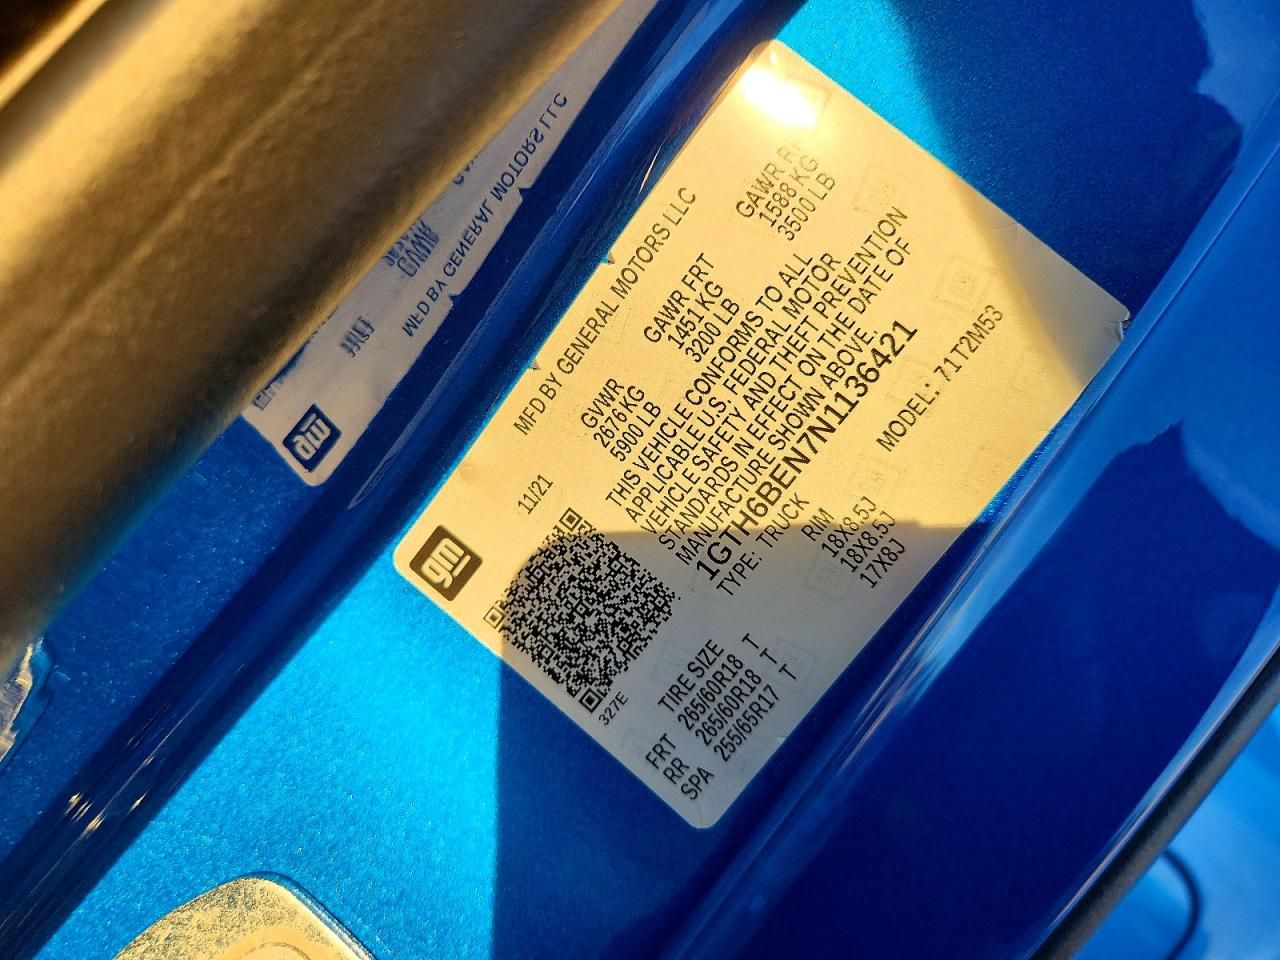 gm
MFD BY GENERAL MOTORS LLC
11/21
GVWR
2676 KG
5900 LB
GAWR FRT
1451 KG
3200 LB
GAWR
1588 KG
3500 LB
THIS VEHICLE CONFORMS TO ALL
APPLICABLE U.S. FEDERAL MOTOR
VEHICLE SAFETY AND THEFT PREVENTION
STANDARDS IN EFFECT ON THE DATE OF
MANUFACTURE SHOWN ABOVE.
1GTH6BEN7N1136421
TYPE: TRUCK
MODEL: 71T2M53
327E
TIRE SIZE
RIM
FRT 265/60R18 T 18X8.5J
RR 265/60R18 T 18X8.5J
SPA 255/65R17 T 17X8J
gm
MFD BY GENERAL MOTORS LLC